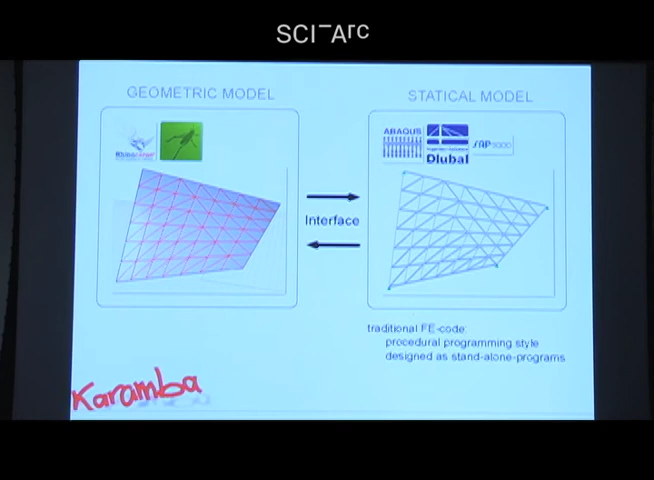 SCI-Arc
GEOMETRIC MODEL
STATICAL MODEL
Rhinoceros
ABAQUS
Dlubal
SAP2000
Interface
traditional FE-code:
procedural programming style
designed as stand-alone-programs
Karamba